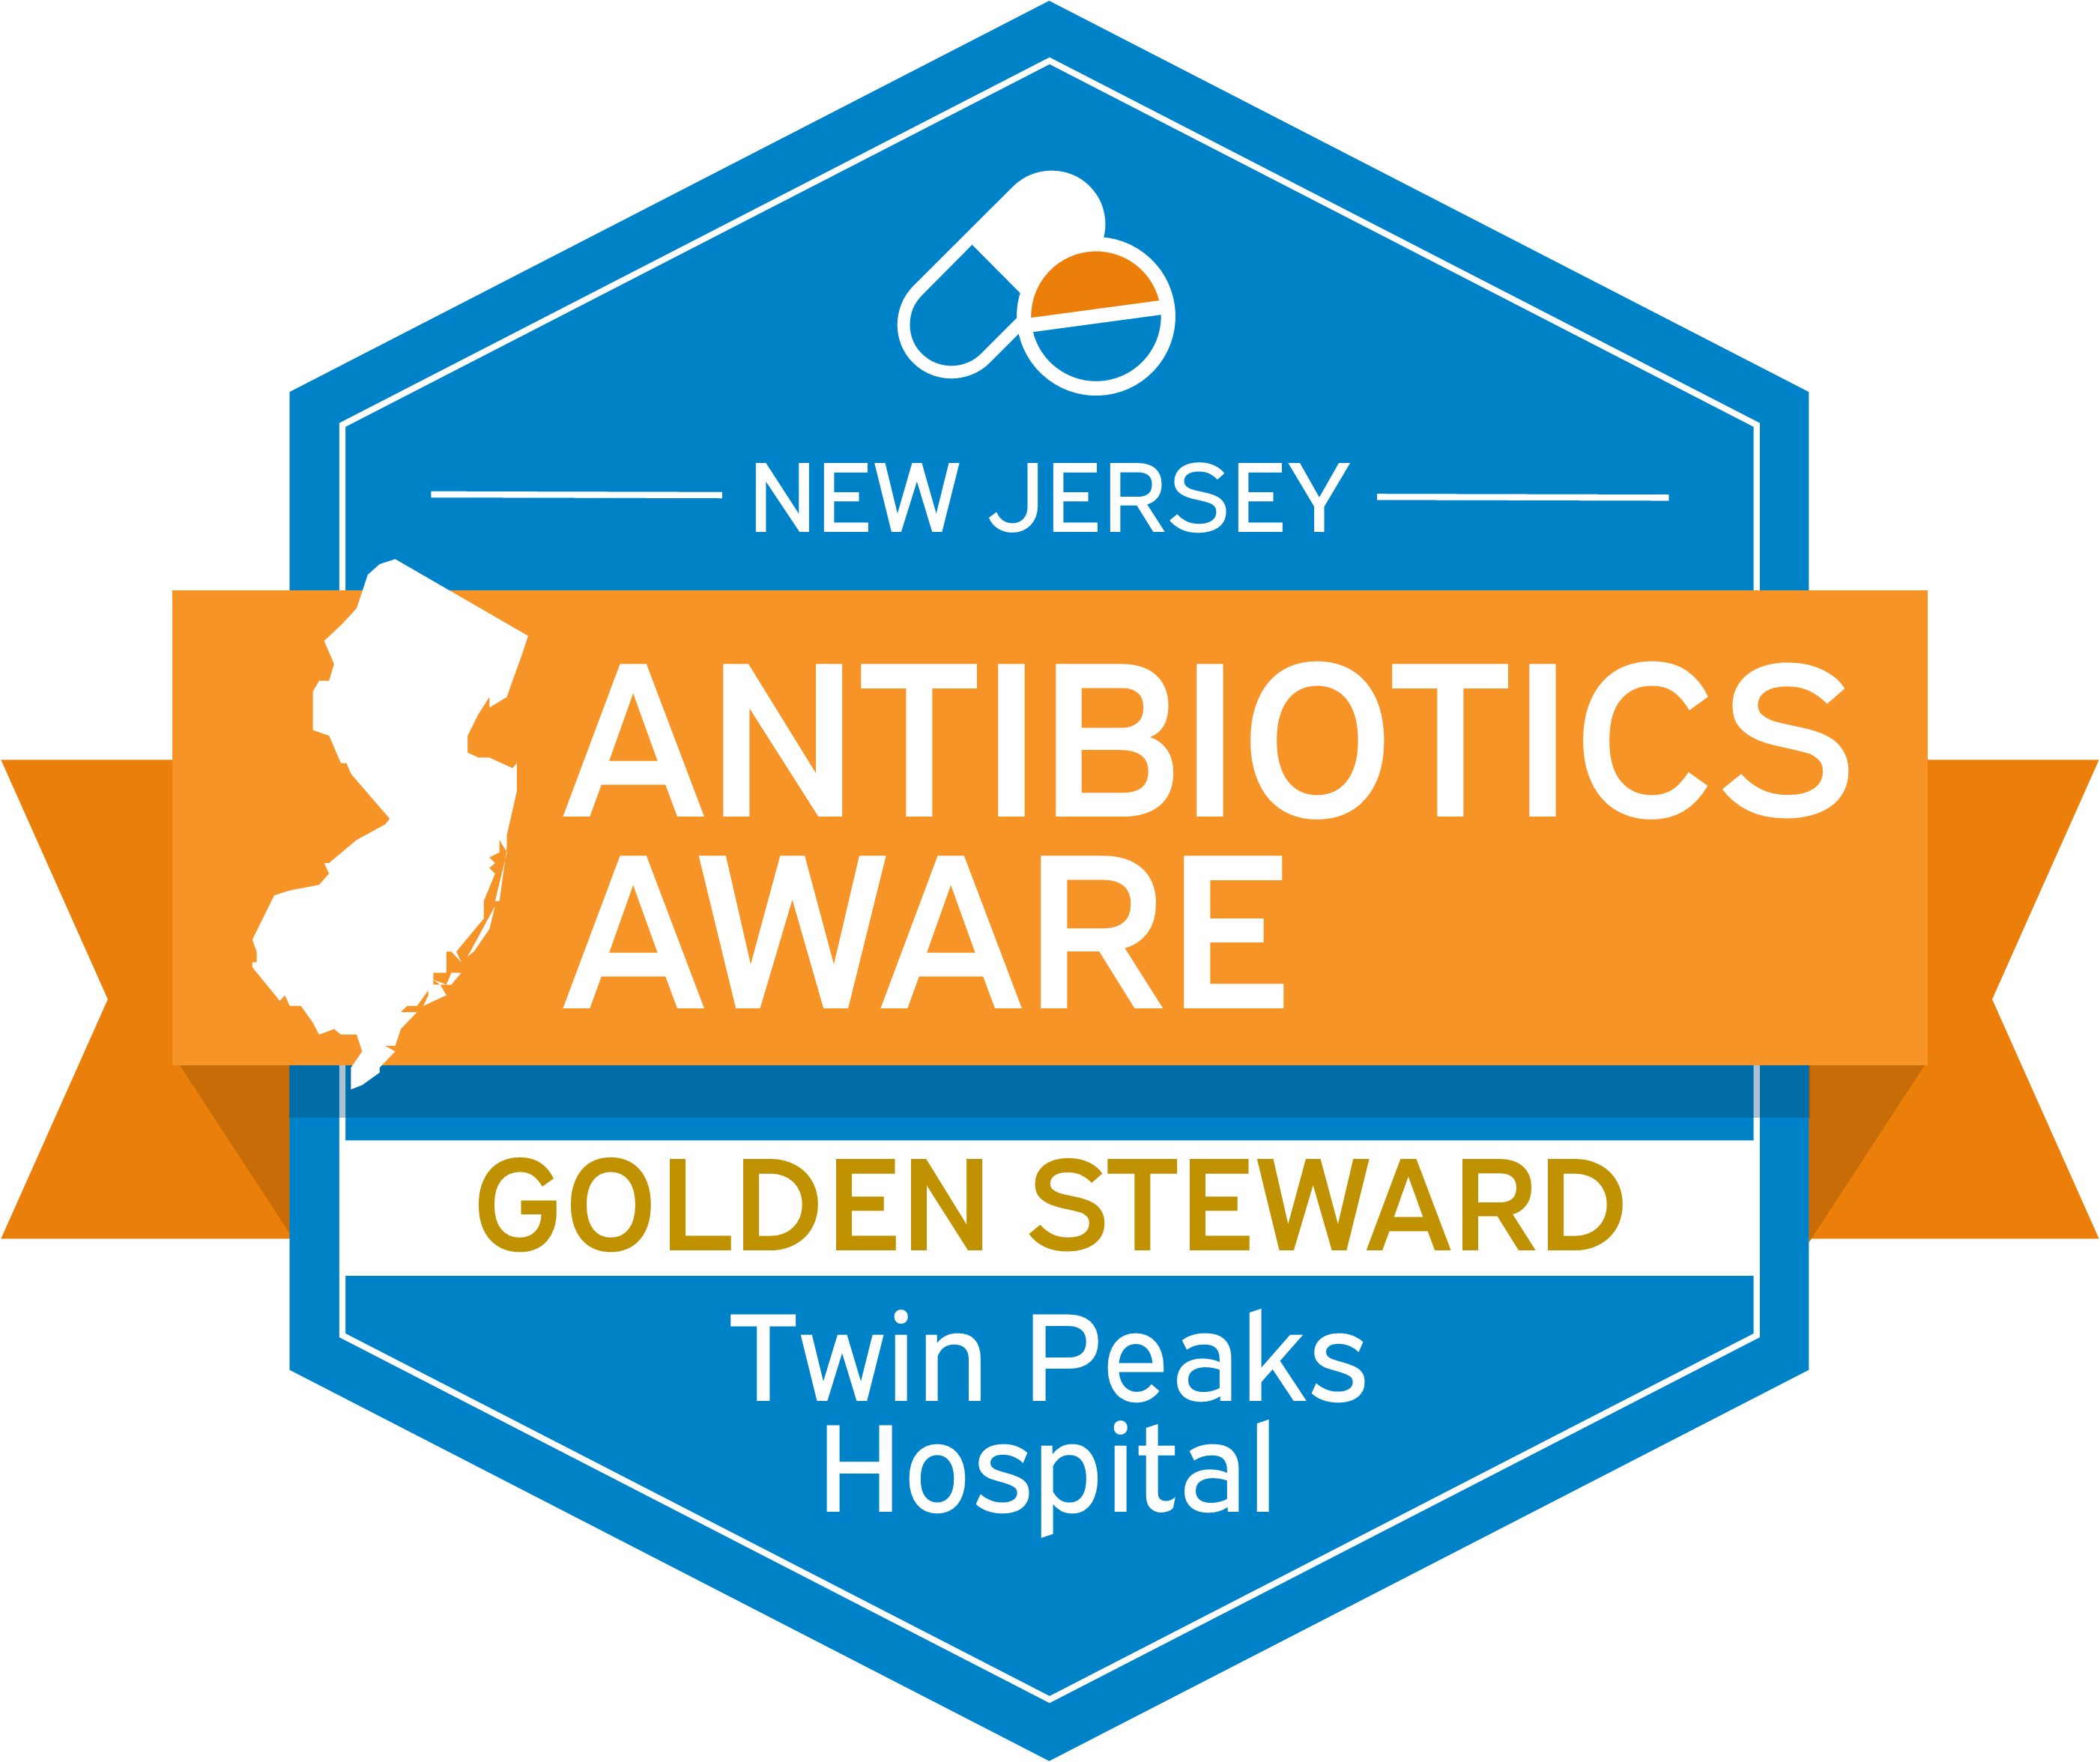 NEW JERSEY
ANTIBIOTICS
AWARE
GOLDEN STEWARD
Twin Peaks
Hospital